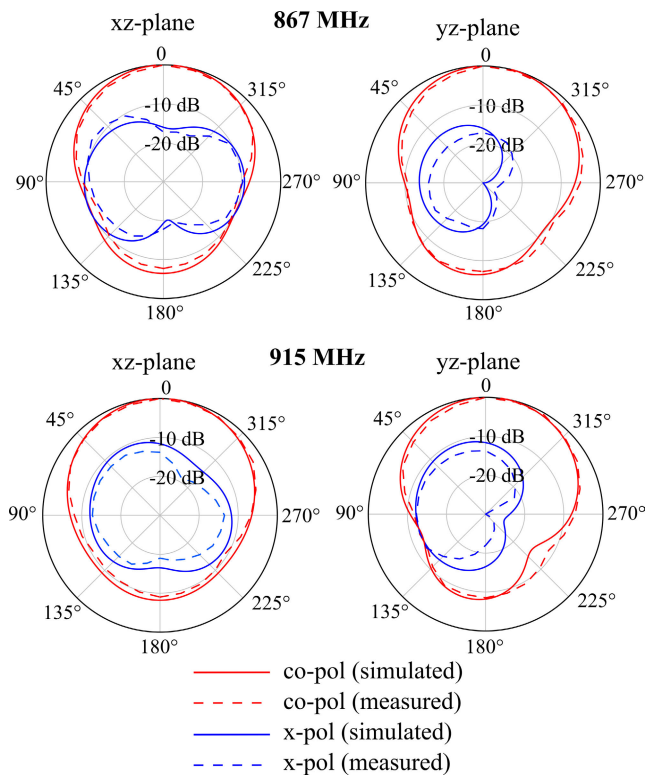 867 MHz
xz-plane
yz-plane
0
45°
315°
-10 dB
-20 dB
90°
270°
135°
225°
180°
0
45°
315°
-10 dB
-20 dB
90°
270°
135°
225°
180°
915 MHz
xz-plane
yz-plane
0
45°
315°
-10 dB
-20 dB
90°
270°
135°
225°
180°
0
45°
315°
-10 dB
-20 dB
90°
270°
135°
225°
180°
co-pol (simulated)
co-pol (measured)
x-pol (simulated)
x-pol (measured)